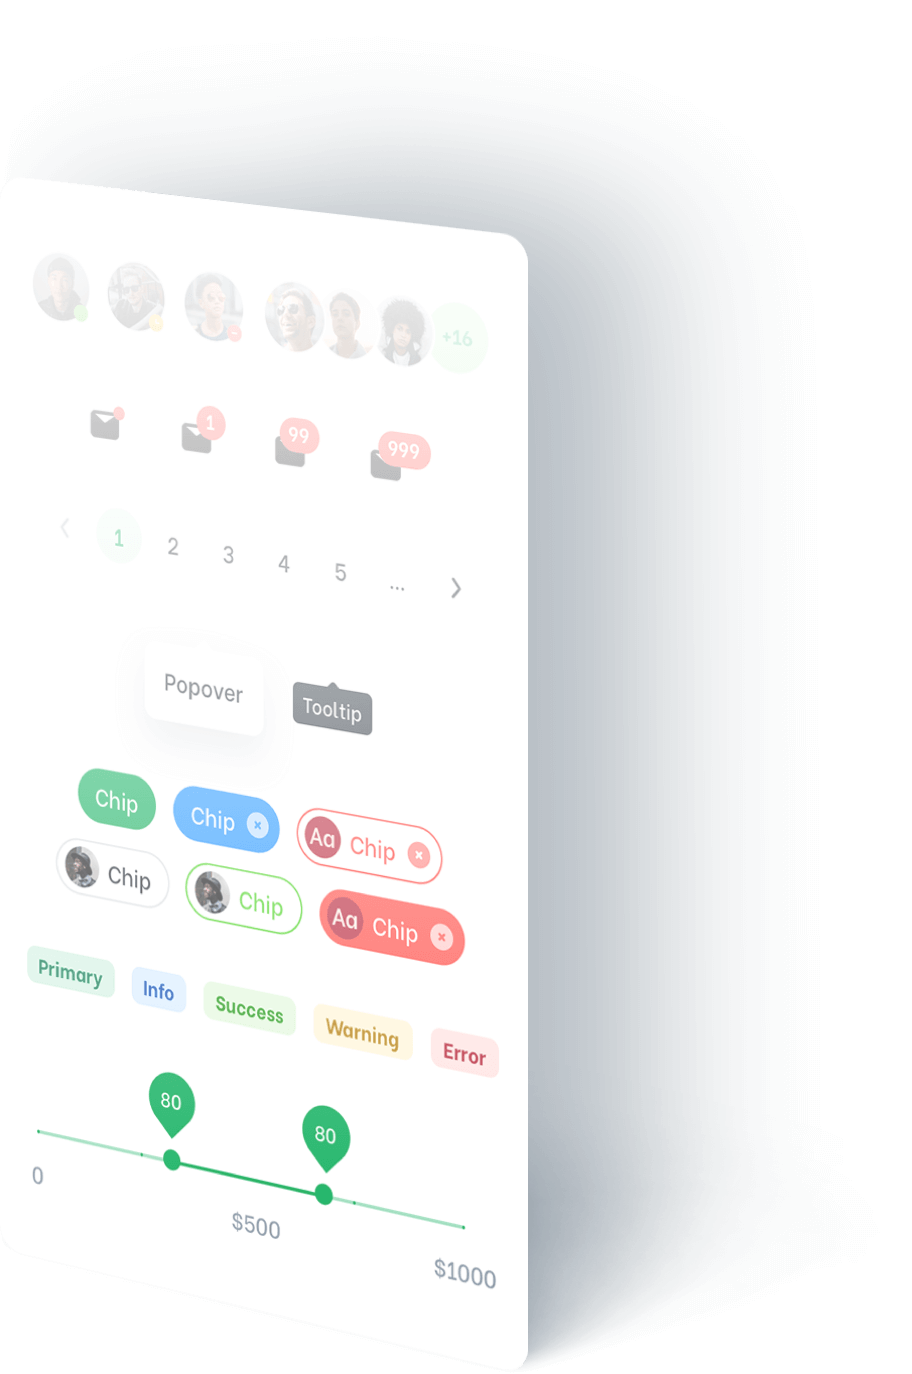 +16
1
99
999
1 2 3 4 5 ...
Popover
Tooltip
Chip
Chip
Aa Chip
Chip
Chip
Aa Chip
Primary
Info
Success
Warning
Error
80
80
0
$500
$1000